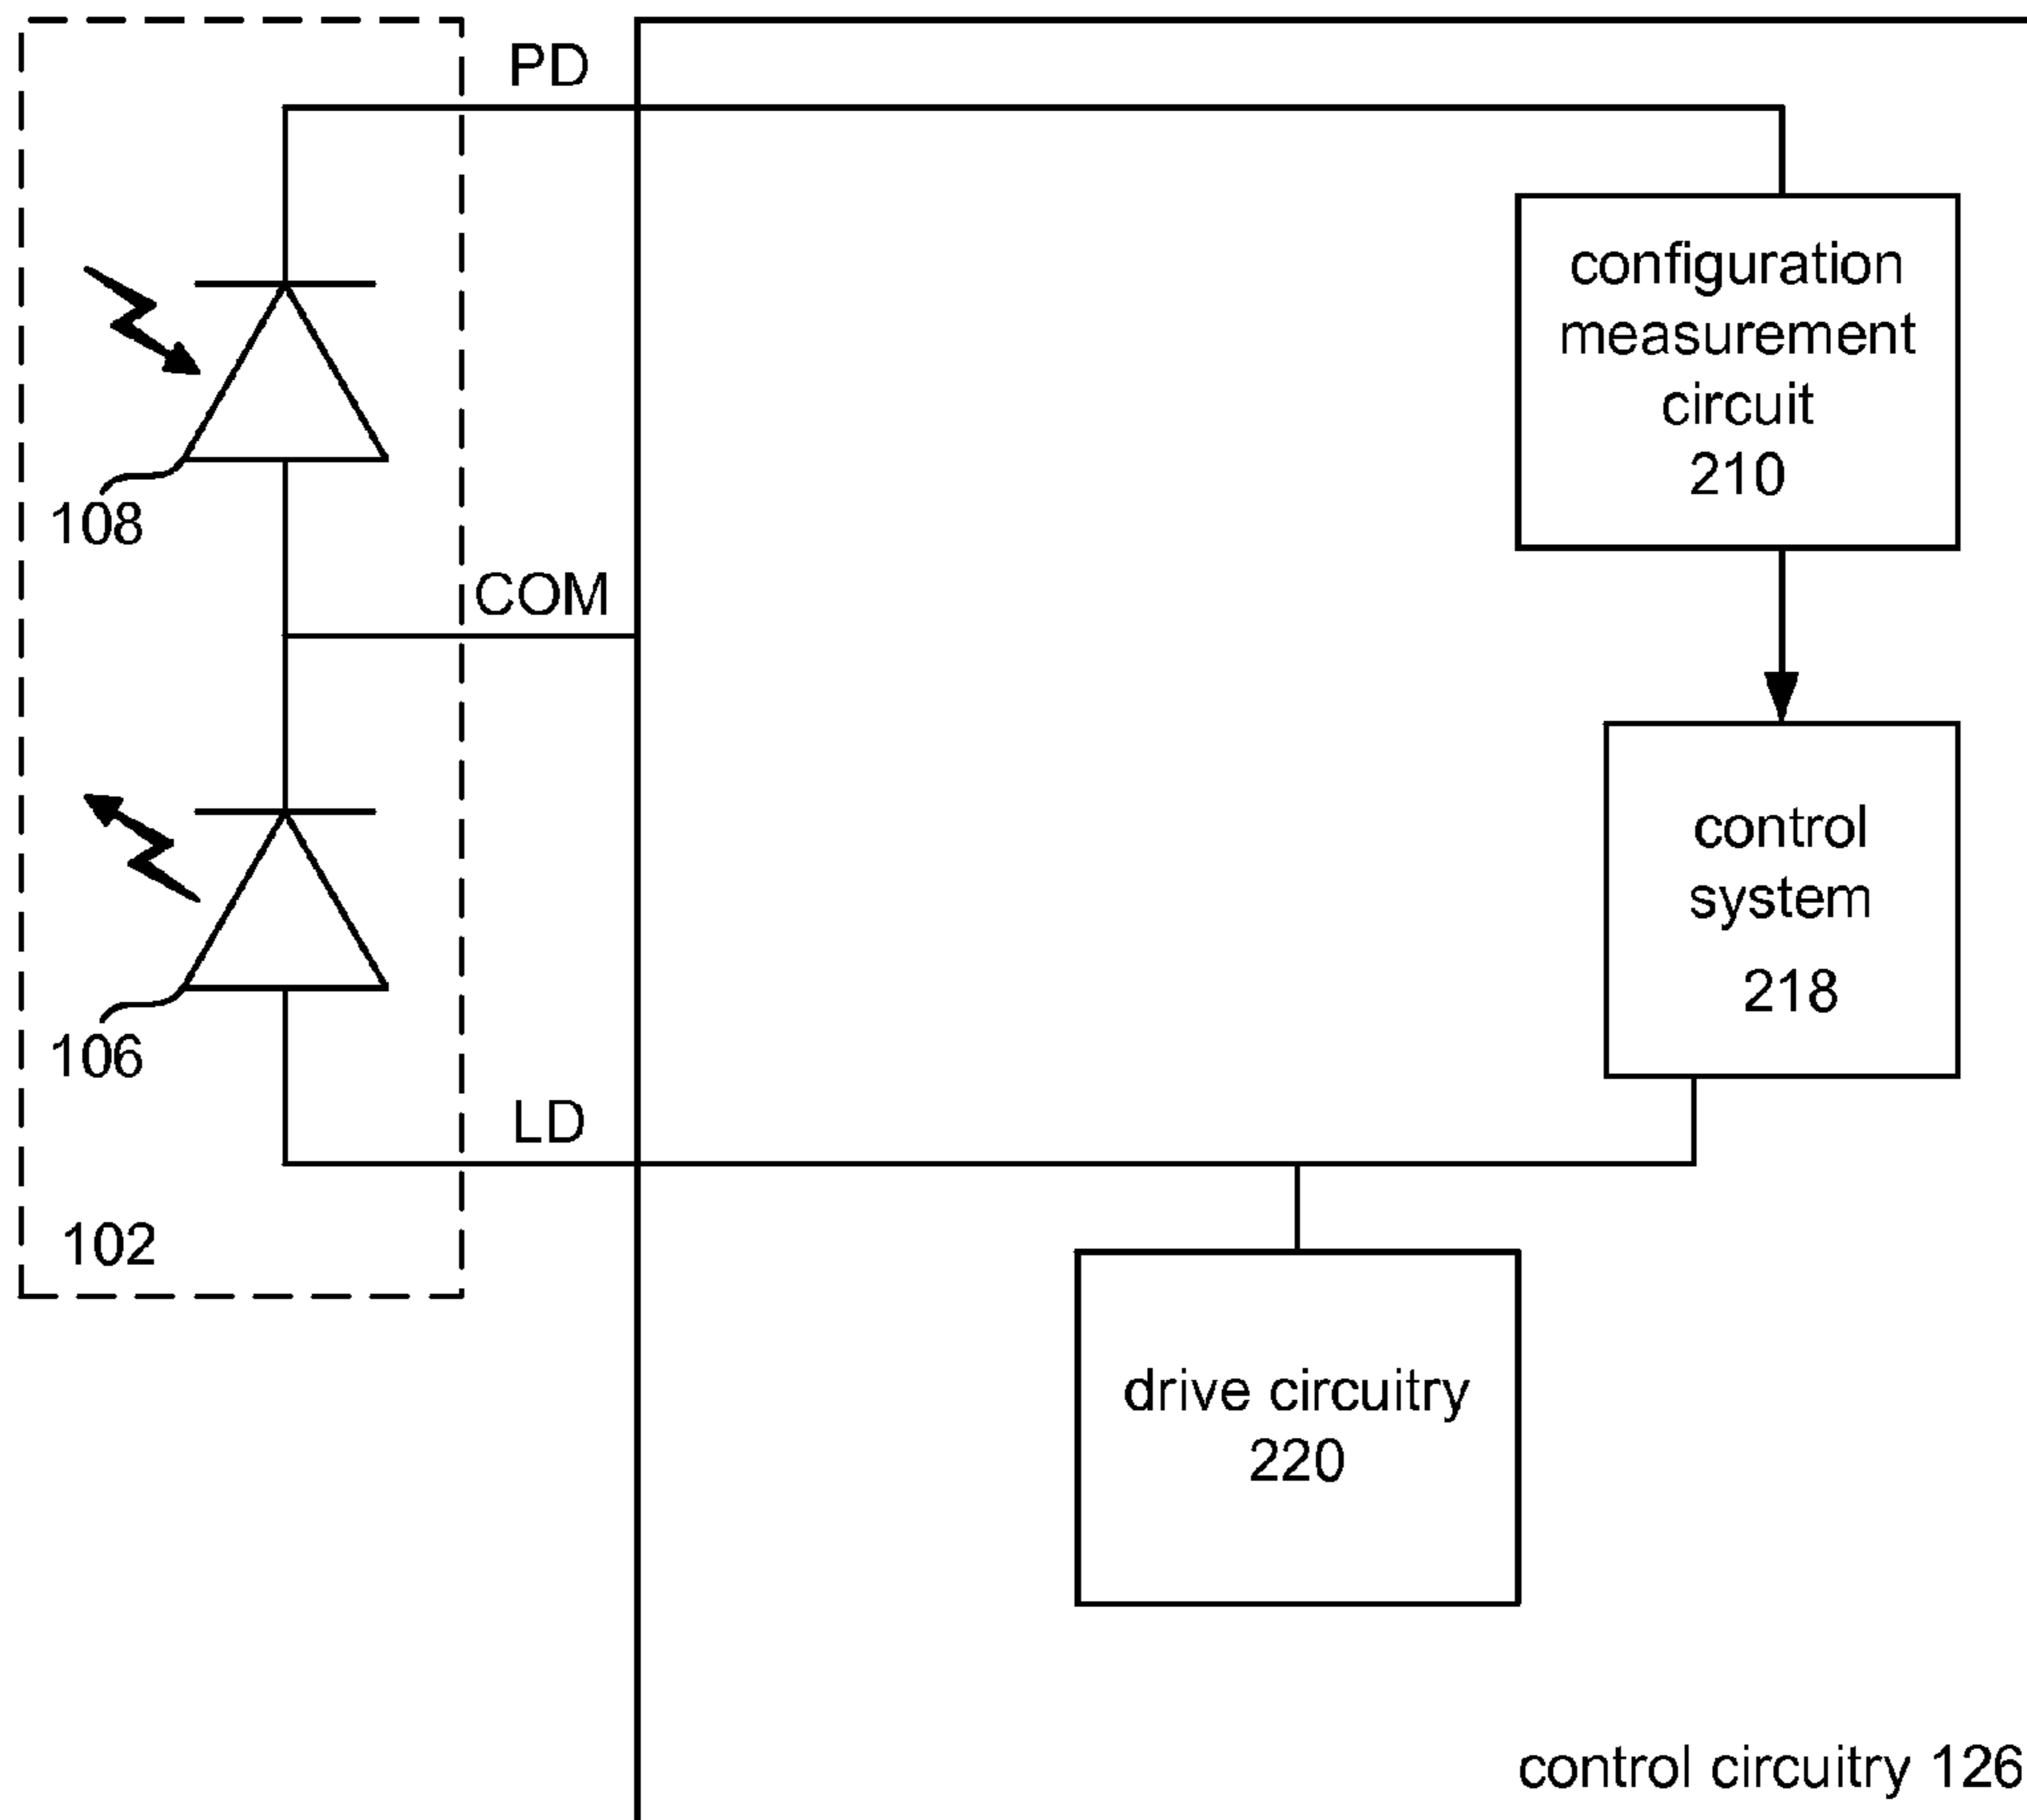 PD
configuration
measurement
circuit
210
108
COM
control
system
218
106
LD
102
drive circuitry
220
control circuitry 126